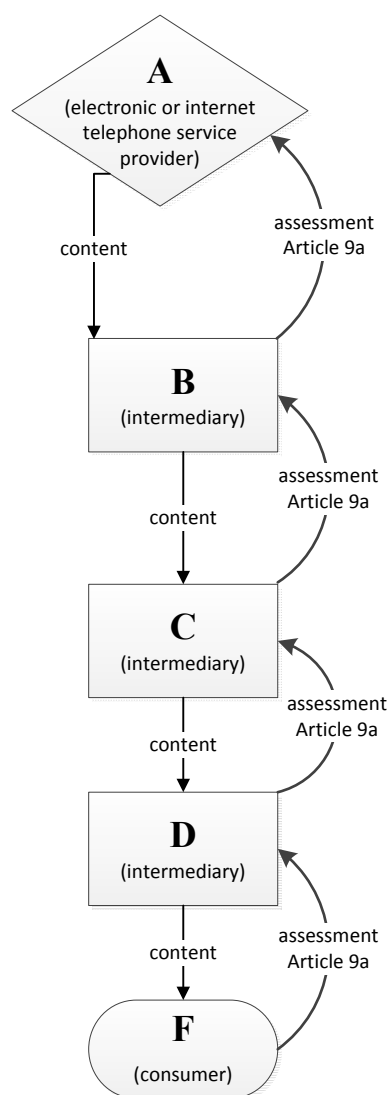 A
(electronic or internet
telephone service
provider)
assessment
Article 9a
content
B
(intermediary)
assessment
Article 9a
content
C
(intermediary)
assessment
Article 9a
content
D
(intermediary)
assessment
Article 9a
content
F
(consumer)